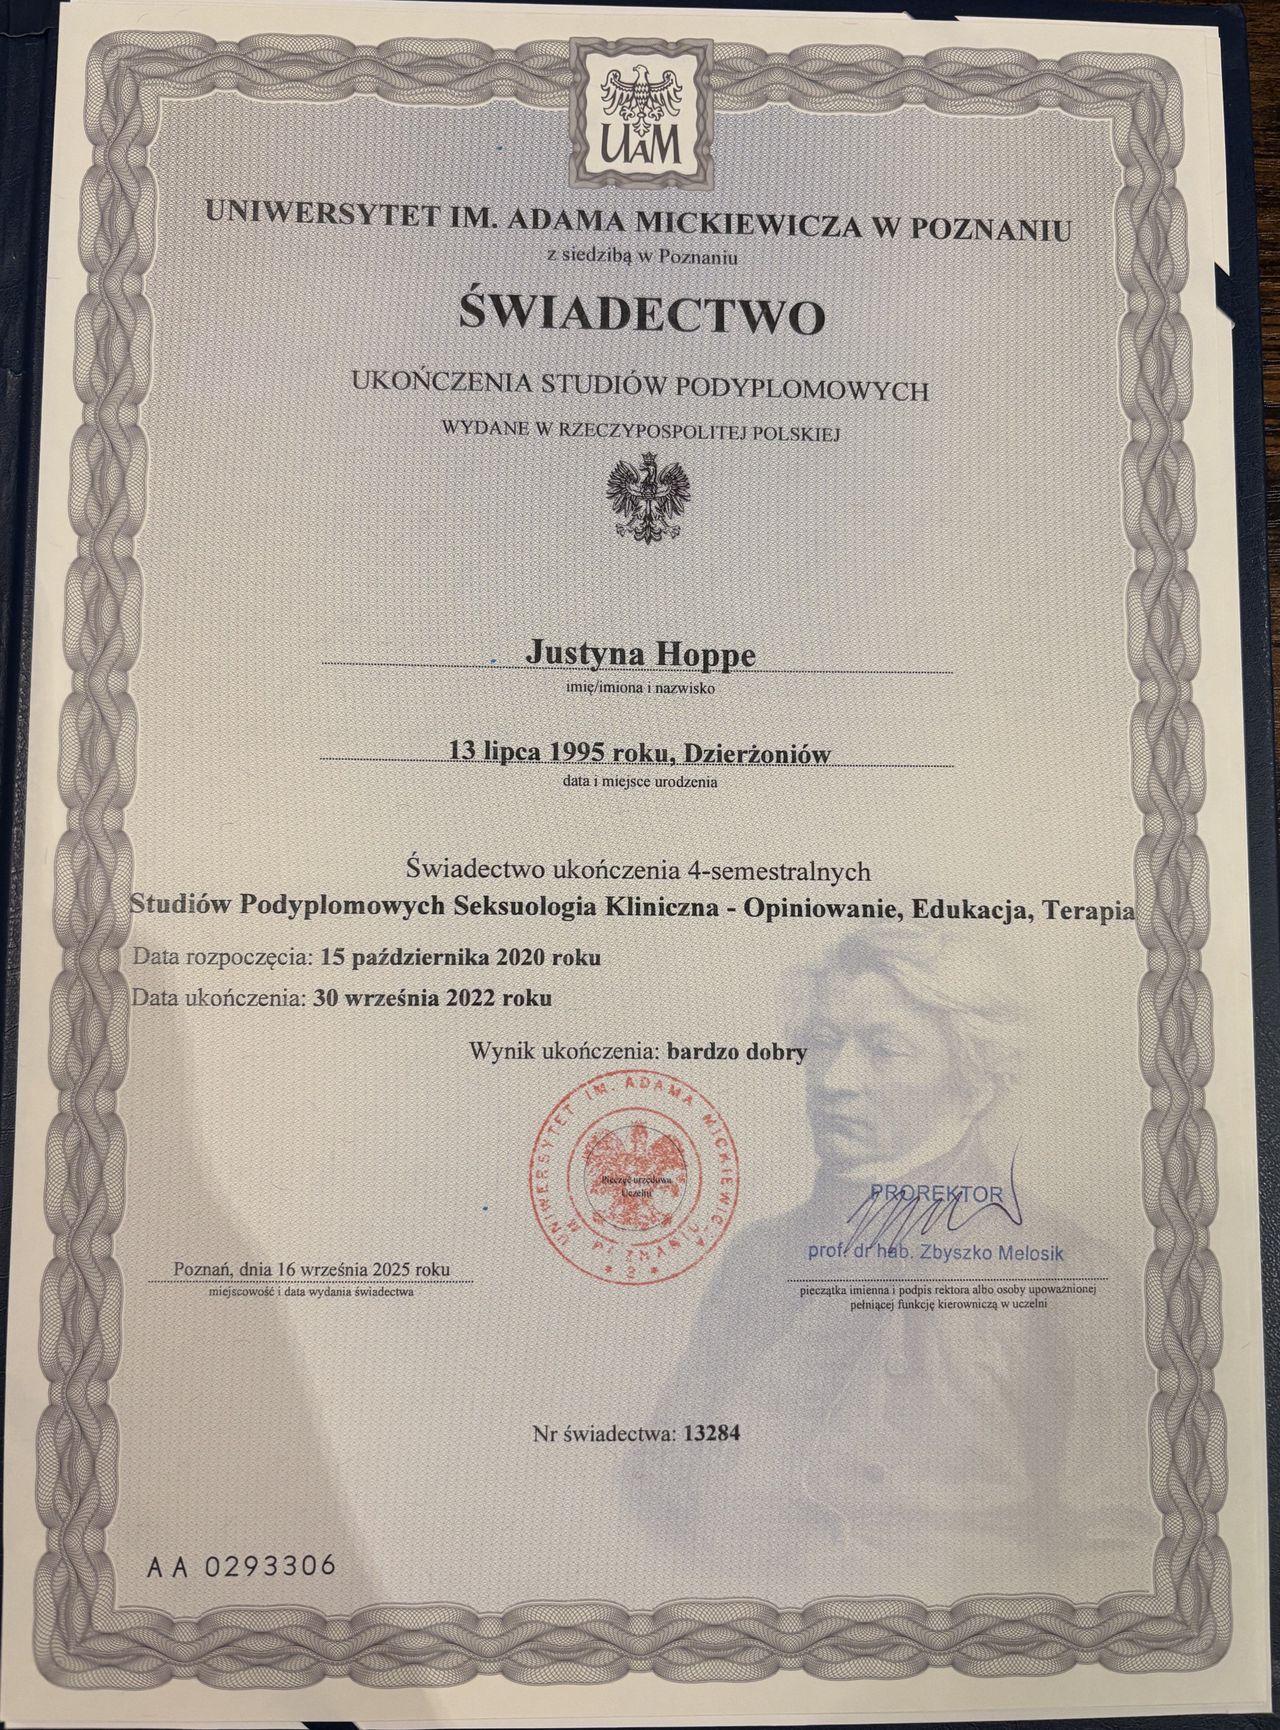 UAM
UNIWERSYTET IM. ADAMA MICKIEWICZA W POZNANIU
z siedzibą w Poznaniu
ŚWIADECTWO
UKOŃCZENIA STUDIÓW PODYPLOMOWYCH
WYDANE W RZECZYPOSPOLITEJ POLSKIEJ
Justyna Hoppe
imię/imiona i nazwisko
13 lipca 1995 roku, Dzierżoniów
data i miejsce urodzenia
Świadectwo ukończenia 4-semestralnych
Studiów Podyplomowych Seksuologia Kliniczna - Opiniowanie, Edukacja, Terapia
Data rozpoczęcia: 15 października 2020 roku
Data ukończenia: 30 września 2022 roku
Wynik ukończenia: bardzo dobry
UNIWERSYTET IM. ADAMA MICKIEWICZA W POZNANIU
* 3 *
Pieczęć urzędowa
Uczelni
PROREKTOR
prof. dr hab. Zbyszko Melosik
Poznań, dnia 16 września 2025 roku
miejscowość i data wydania świadectwa
pieczątka imienna i podpis rektora albo osoby upoważnionej
pełniącej funkcję kierowniczą w uczelni
Nr świadectwa: 13284
AA 0293306